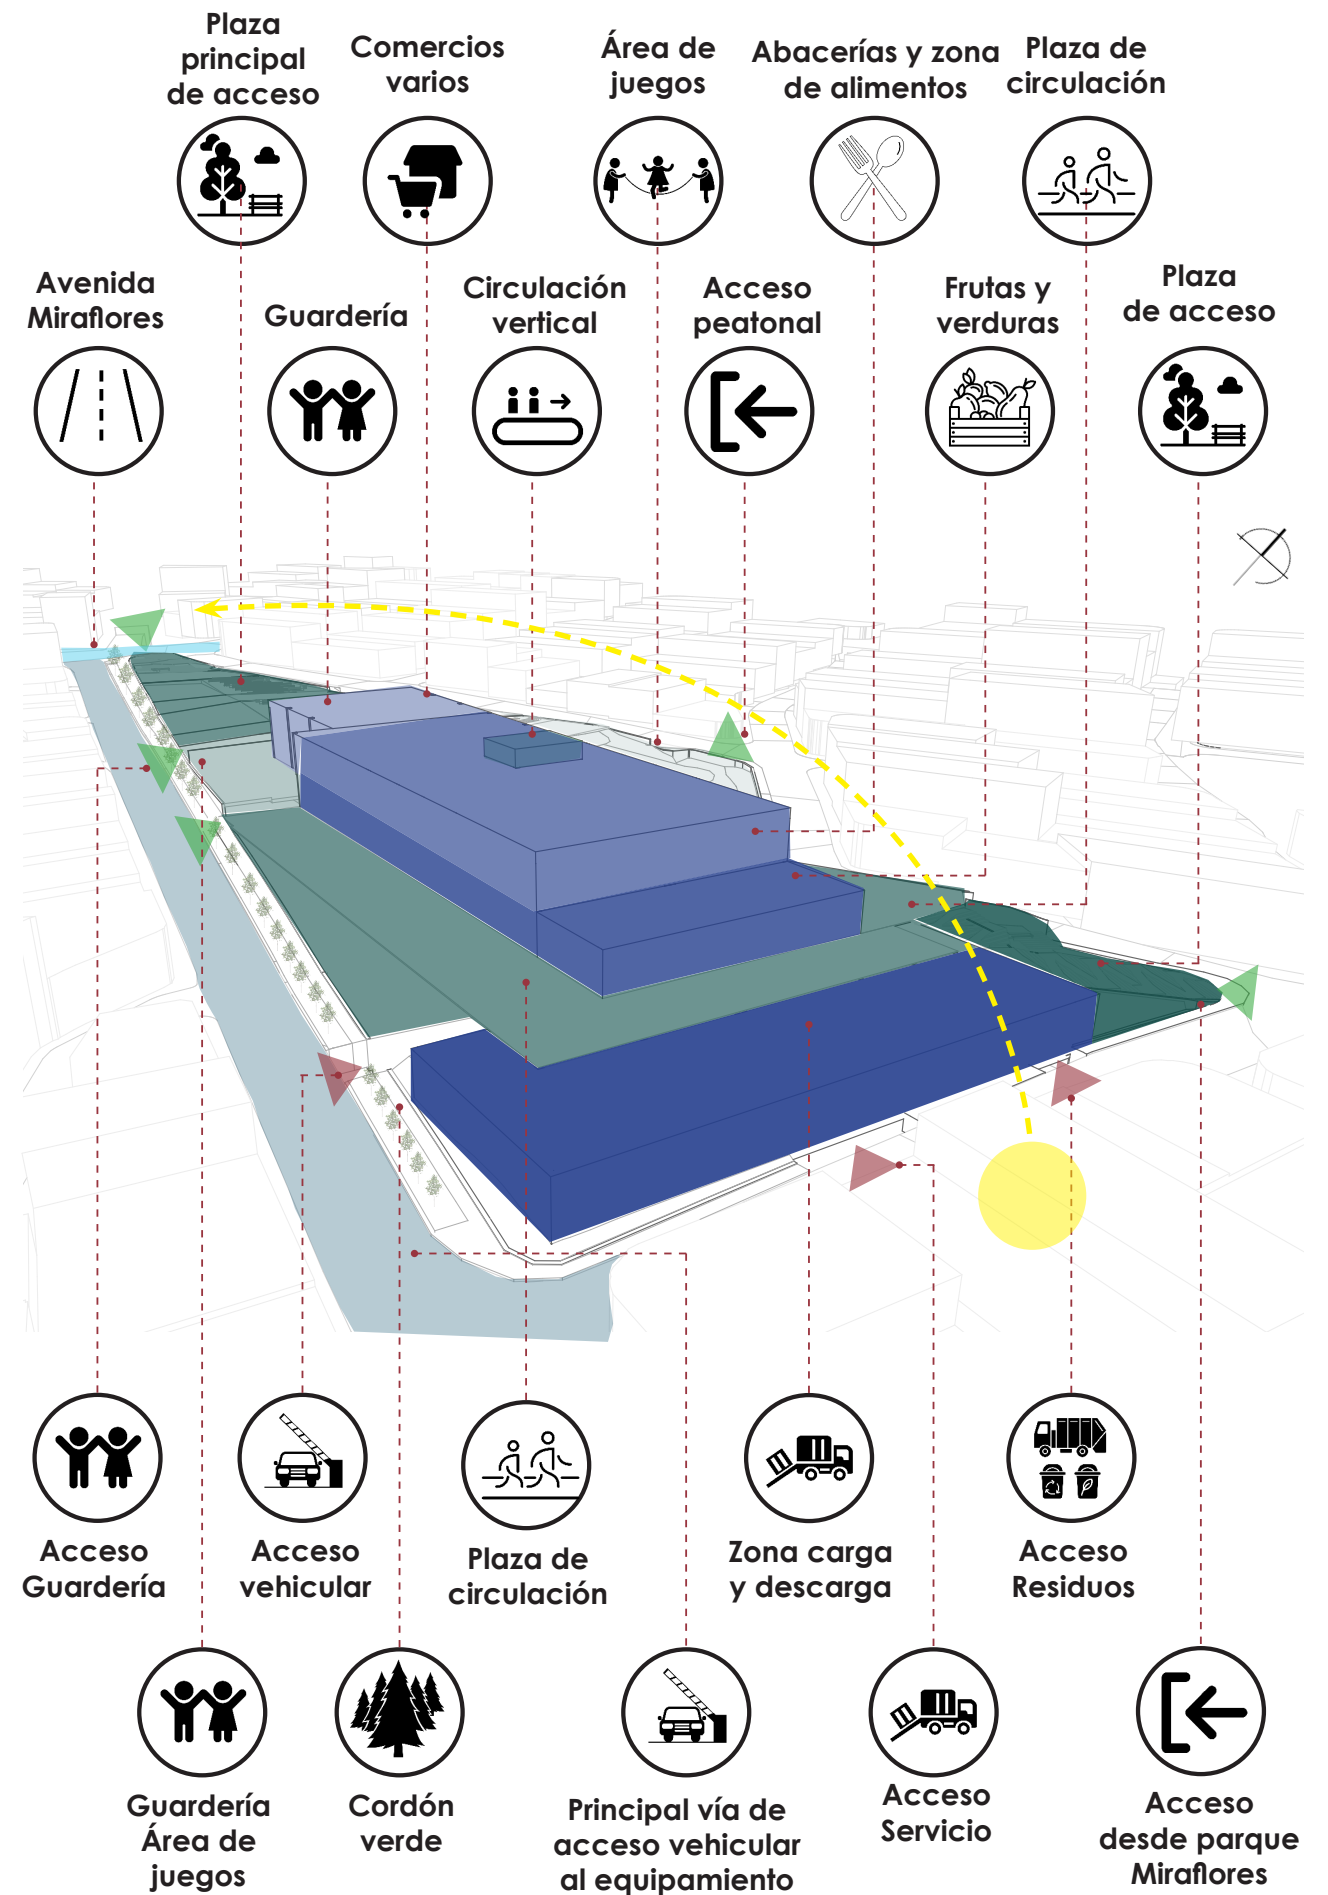 Plaza
principal
de acceso
Comercios
varios
Área de
juegos
Abacerías y zona
de alimentos
Plaza de
circulación
Avenida
Miraflores
Guardería
Circulación
vertical
Acceso
peatonal
Frutas y
verduras
Plaza
de acceso
Acceso
Guardería
Acceso
vehicular
Plaza de
circulación
Zona carga
y descarga
Acceso
Residuos
Guardería
Área de
juegos
Cordón
verde
Principal vía de
acceso vehicular
al equipamiento
Acceso
Servicio
Acceso
desde parque
Miraflores